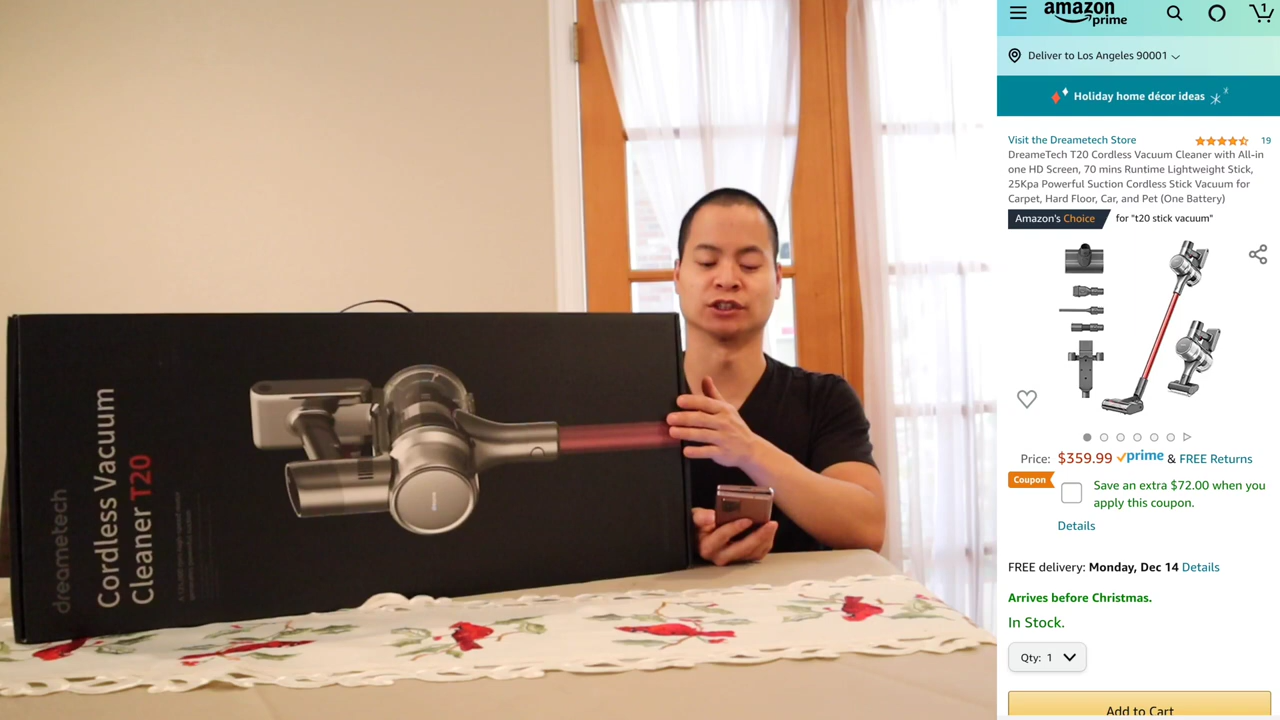 dreametech
Cordless Vacuum
Cleaner T20
amazon
prime
1
Deliver to Los Angeles 90001
Holiday home décor ideas
Visit the Dreametech Store
19
DreameTech T20 Cordless Vacuum Cleaner with All-in
one HD Screen, 70 mins Runtime Lightweight Stick,
25Kpa Powerful Suction Cordless Stick Vacuum for
Carpet, Hard Floor, Car, and Pet (One Battery)
Amazon's Choice for "t20 stick vacuum"
Price: $359.99 prime & FREE Returns
Coupon
Save an extra $72.00 when you
apply this coupon.
Details
FREE delivery: Monday, Dec 14 Details
Arrives before Christmas.
In Stock.
Qty: 1
Add to Cart